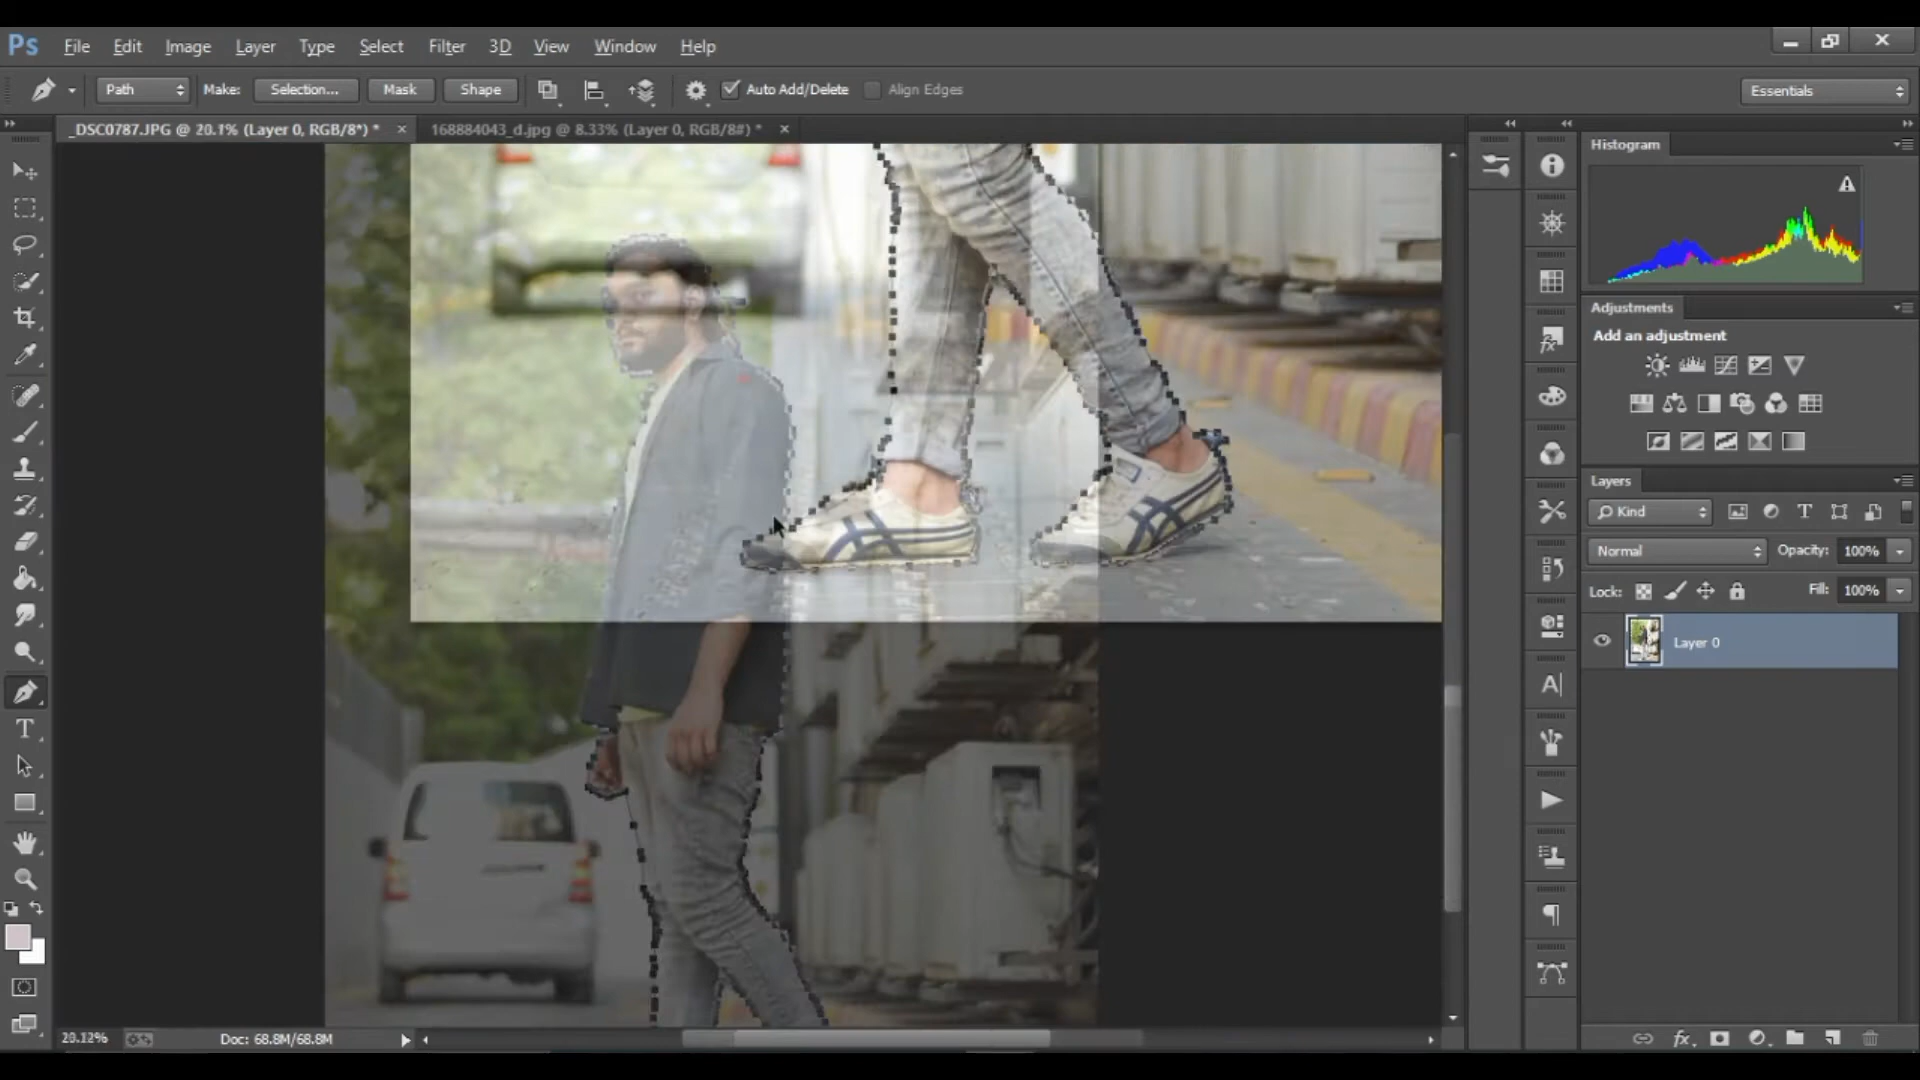 Ps File Edit Image Layer Type Select Filter 3D View Window Help
Path Make: Selection... Mask Shape Auto Add/Delete Align Edges Essentials
_DSC0787.JPG @ 20.1% (Layer 0, RGB/8*) * 168884043_d.jpg @ 8.33% (Layer 0, RGB/8#) *
Histogram
Adjustments
Add an adjustment
Layers
Kind
Normal Opacity: 100%
Lock: Fill: 100%
Layer 0
20.12% Doc: 68.8M/68.8M